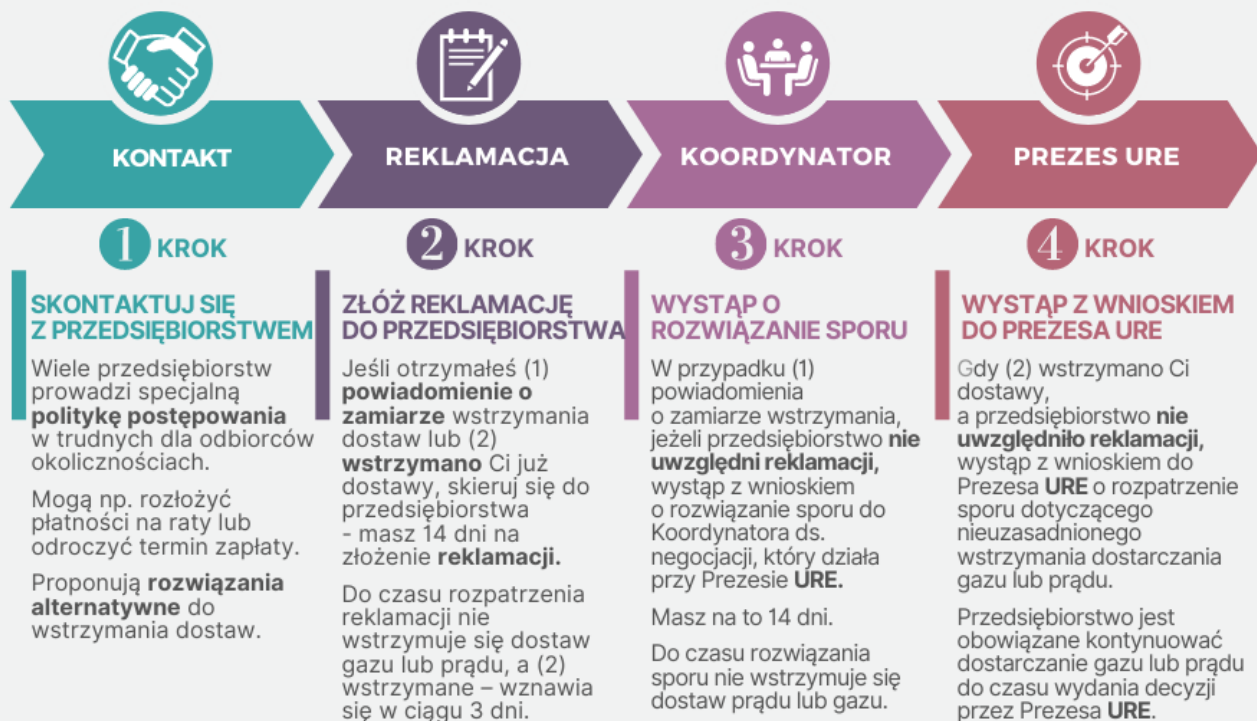 KONTAKT
REKLAMACJA
KOORDYNATOR
PREZES URE
1 KROK
SKONTAKTUJ SIĘ
Z PRZEDSIĘBIORSTWEM
Wiele przedsiębiorstw
prowadzi specjalną
politykę postępowania
w trudnych dla odbiorców
okolicznościach.
Mogą np. rozłożyć
płatności na raty lub
odroczyć termin zapłaty.
Proponują rozwiązania
alternatywne do
wstrzymania dostaw.
2 KROK
ZŁÓŻ REKLAMACJĘ
DO PRZEDSIĘBIORSTWA
Jeśli otrzymałeś (1)
powiadomienie o
zamiarze wstrzymania
dostaw lub (2)
wstrzymano Ci już
dostawy, skieruj się do
przedsiębiorstwa
- masz 14 dni na
złożenie reklamacji.
Do czasu rozpatrzenia
reklamacji nie
wstrzymuje się dostaw
gazu lub prądu, a (2)
wstrzymane – wznawia
się w ciągu 3 dni.
3 KROK
WYSTĄP O
ROZWIĄZANIE SPORU
W przypadku (1)
powiadomienia
o zamiarze wstrzymania,
jeżeli przedsiębiorstwo nie
uwzględni reklamacji,
wystąp z wnioskiem
o rozwiązanie sporu do
Koordynatora ds.
negocjacji, który działa
przy Prezesie URE.
Masz na to 14 dni.
Do czasu rozwiązania
sporu nie wstrzymuje się
dostaw prądu lub gazu.
4 KROK
WYSTĄP Z WNIOSKIEM
DO PREZESA URE
Gdy (2) wstrzymano Ci
dostawy,
a przedsiębiorstwo nie
uwzględniło reklamacji,
wystąp z wnioskiem do
Prezesa URE o rozpatrzenie
sporu dotyczącego
nieuzasadnionego
wstrzymania dostarczania
gazu lub prądu.
Przedsiębiorstwo jest
obowiązane kontynuować
dostarczanie gazu lub prądu
do czasu wydania decyzji
przez Prezesa URE.